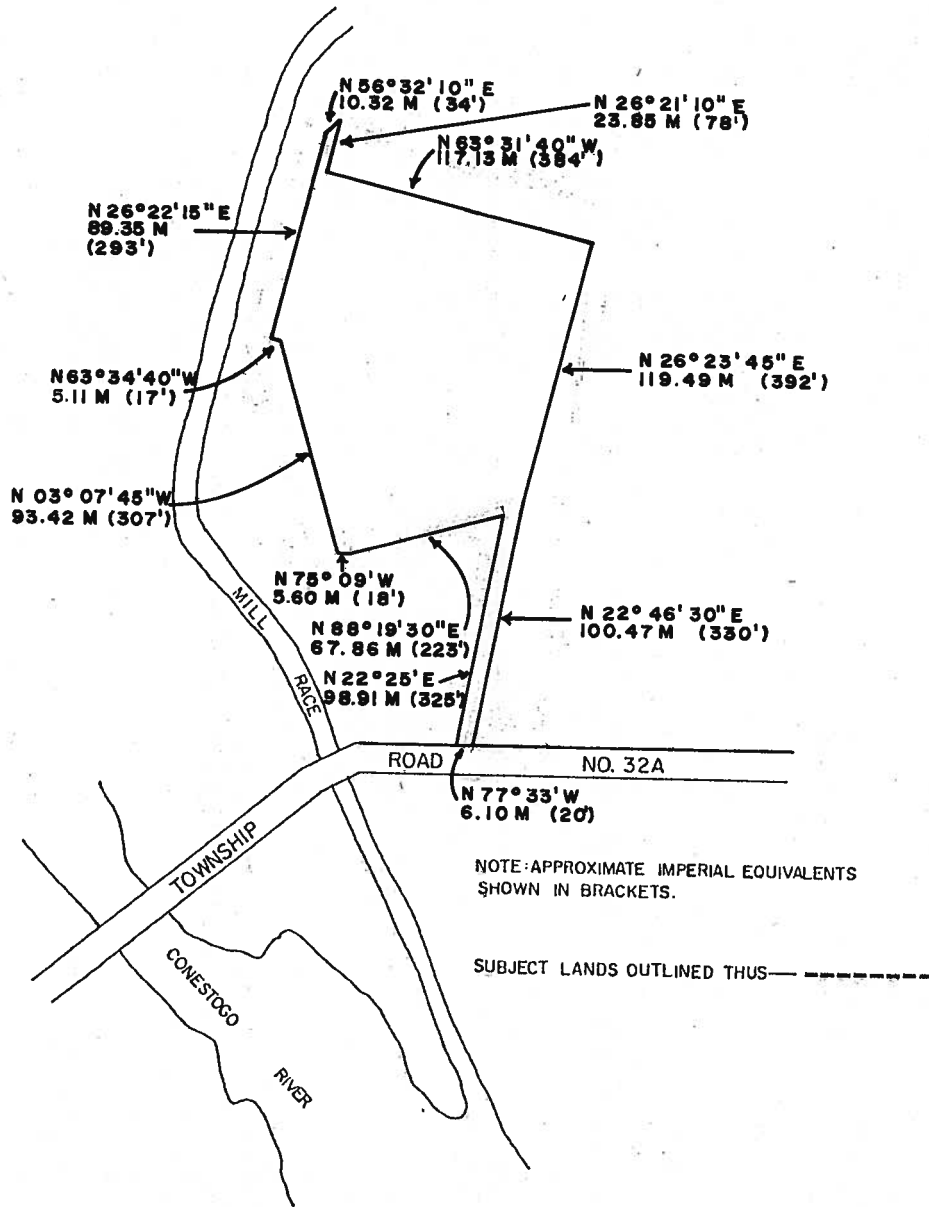 N 56° 32' 10" E
10.32 M (34')
N 26° 21' 10" E
23.85 M (78')
N 63° 31' 40" W
117.13 M (384')
N 26° 22' 15" E
89.35 M
(293')
N 63° 34' 40" W
5.11 M (17')
N 26° 23' 45" E
119.49 M (392')
N 03° 07' 45" W
93.42 M (307')
N 75° 09' W
5.60 M (18')
N 88° 19' 30" E
67.86 M (223')
N 22° 46' 30" E
100.47 M (330')
N 22° 25' E
98.91 M (325')
MILL
RACE
ROAD NO. 32A
N 77° 33' W
6.10 M (20')
TOWNSHIP
NOTE: APPROXIMATE IMPERIAL EQUIVALENTS
SHOWN IN BRACKETS.
SUBJECT LANDS OUTLINED THUS
CONESTOGO
RIVER